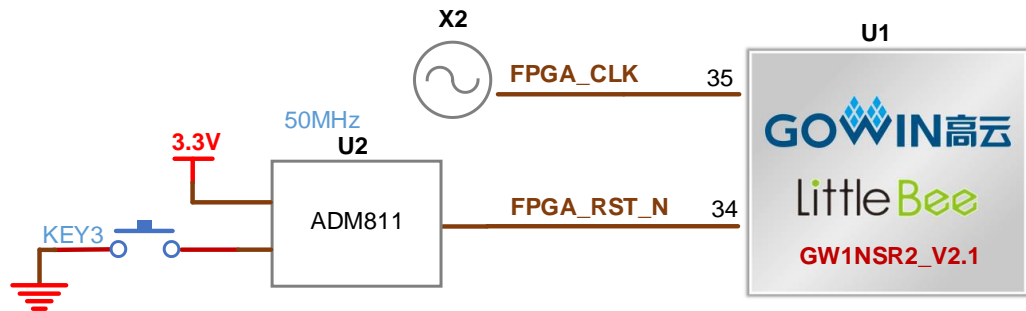 X2
U1
FPGA_CLK
35
50MHz
U2
3.3V
GOWIN高云
ADM811
FPGA_RST_N
34
LittleBee
KEY3
GW1NSR2_V2.1